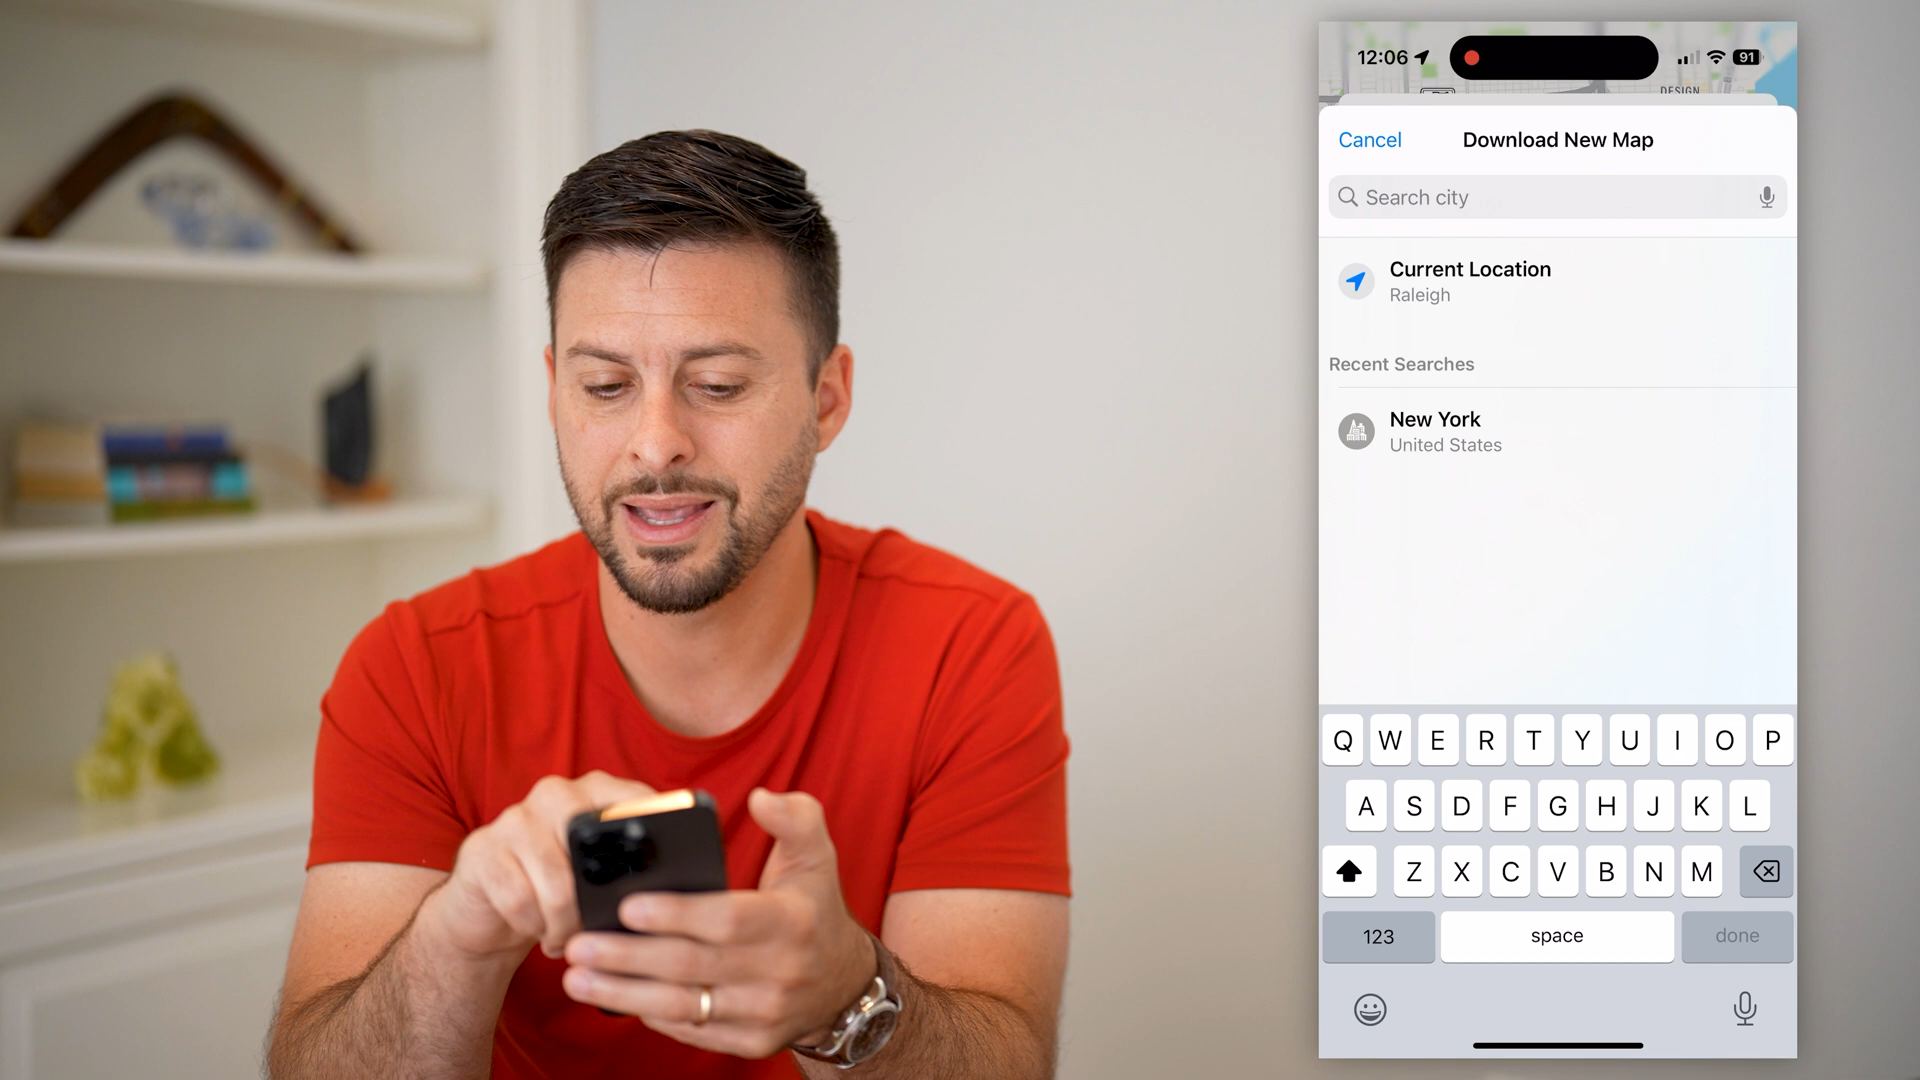 12:06
91
DESIGN
Cancel
Download New Map
Search city
Current Location
Raleigh
Recent Searches
New York
United States
Q W E R T Y U I O P
A S D F G H J K L
Z X C V B N M
123
space
done